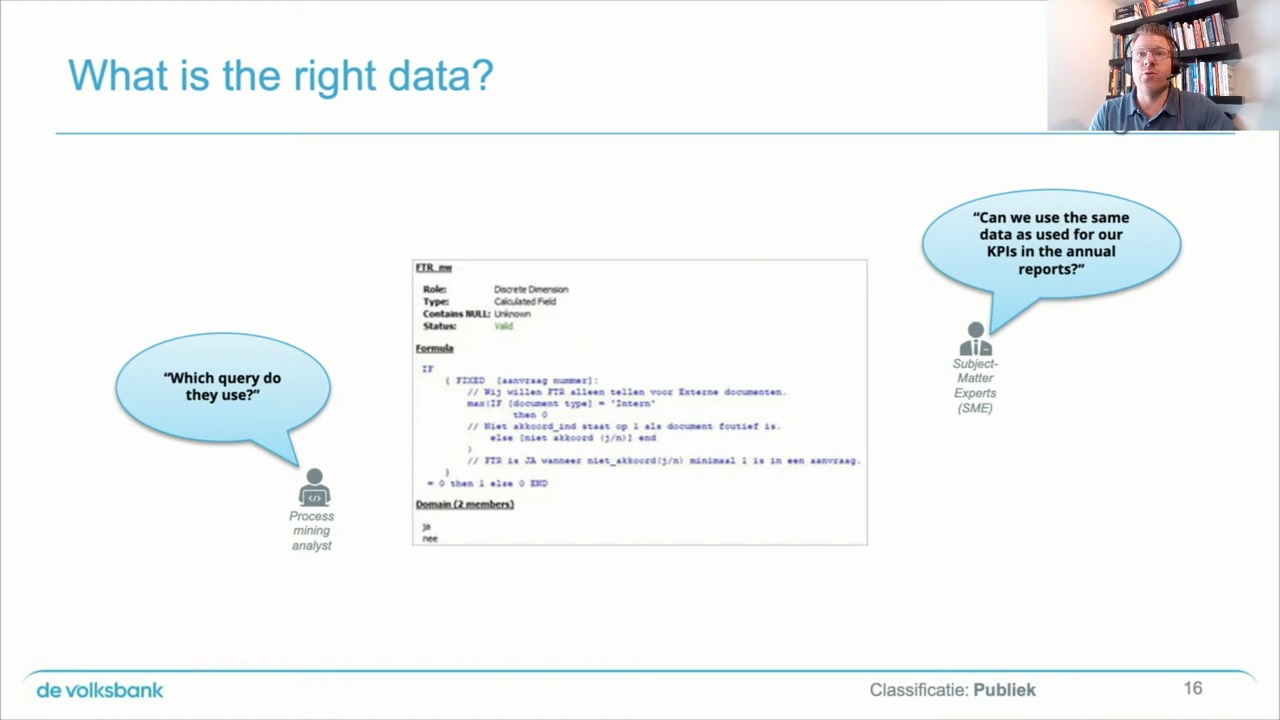 What is the right data?
“Can we use the same
data as used for our
KPIs in the annual
reports?“
Subject-
Matter
Experts
(SME)
“Which query do
they use?”
Process
mining
analyst
FTR_nw
Role: Discrete Dimension
Type: Calculated Field
Contains NULL: Unknown
Status: Valid
Formula
IF
{ FIXED [aanvraag nummer]:
// Wij willen FTR alleen tellen voor Externe documenten.
max(IF [document type] = 'Intern'
then 0
// Niet akkoord_ind staat op 1 als document foutief is.
else [niet akkoord (j/n)] end
)
// FTR is JA wanneer niet_akkoord(j/n) minimaal 1 is in een aanvraag.
}
= 0 then 1 else 0 END
Domain (2 members)
ja
nee
de volksbank
Classificatie: Publiek
16